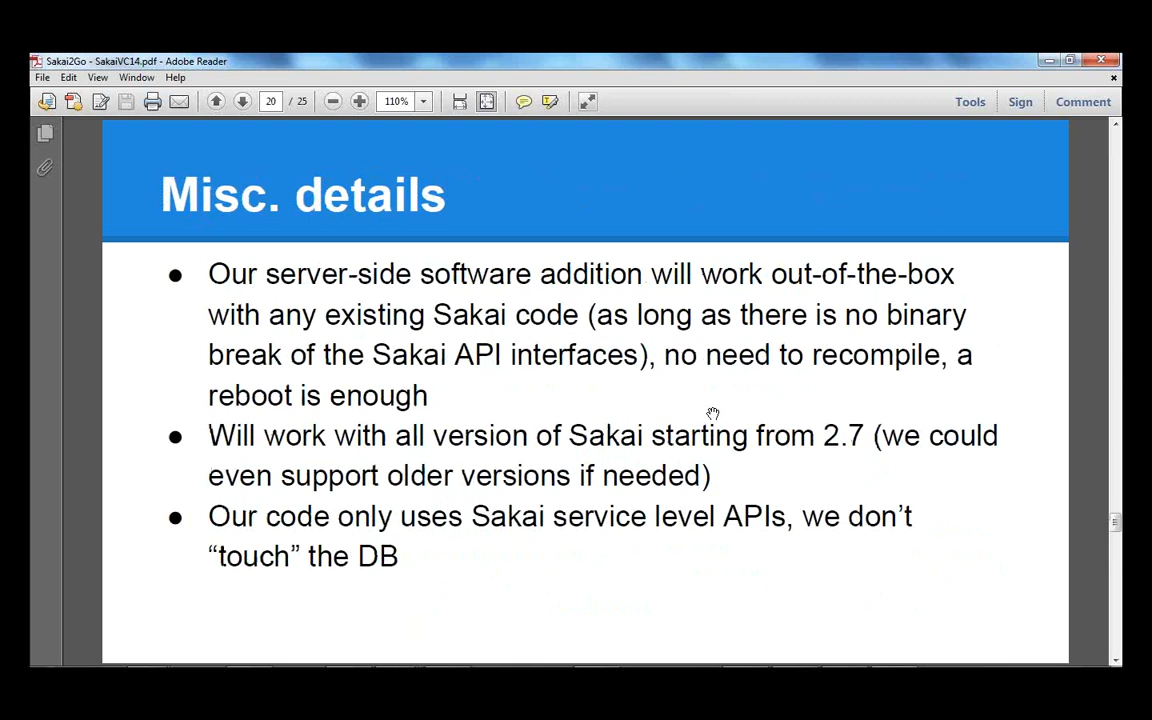 Sakai2Go - SakaiVC14.pdf - Adobe Reader
File Edit View Window Help
20 / 25 110% Tools Sign Comment
Misc. details
● Our server-side software addition will work out-of-the-box
with any existing Sakai code (as long as there is no binary
break of the Sakai API interfaces), no need to recompile, a
reboot is enough
● Will work with all version of Sakai starting from 2.7 (we could
even support older versions if needed)
● Our code only uses Sakai service level APIs, we don’t
“touch” the DB